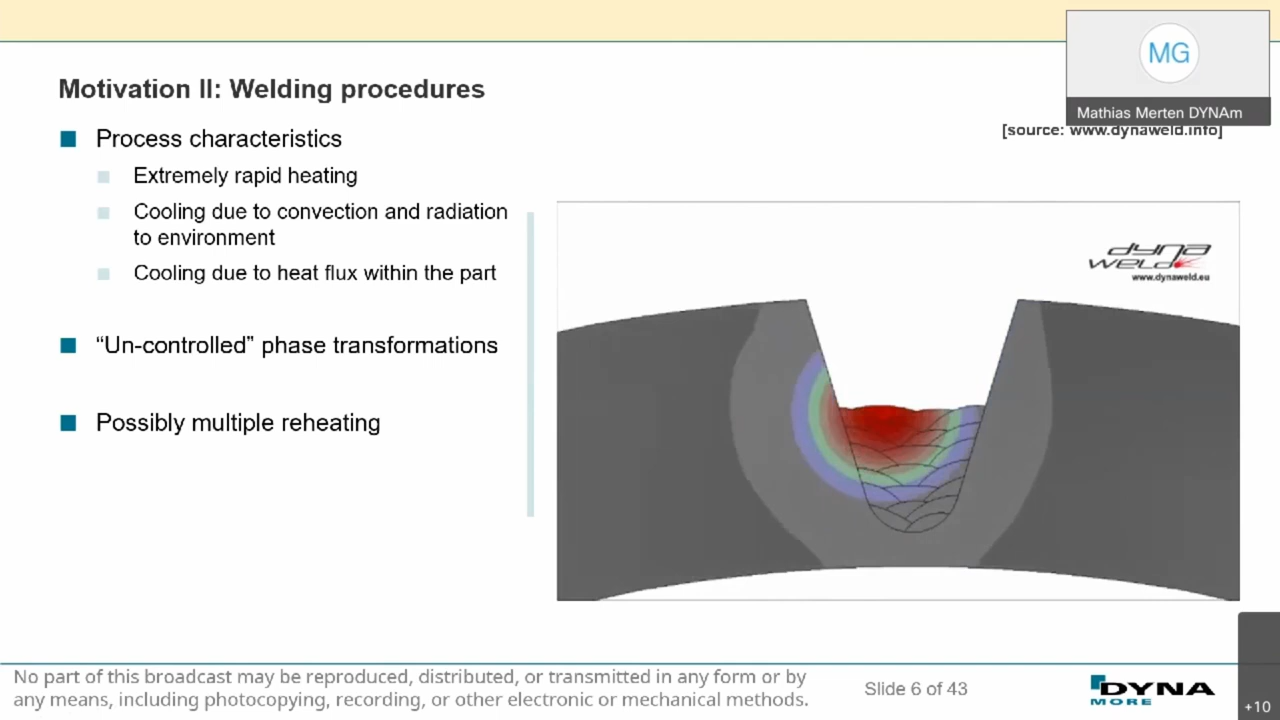 MG
Mathias Merten DYNAm
Motivation II: Welding procedures
[source: www.dynaweld.info]
Process characteristics
Extremely rapid heating
Cooling due to convection and radiation
to environment
Cooling due to heat flux within the part
“Un-controlled” phase transformations
Possibly multiple reheating
dyna
weld
www.dynaweld.eu
No part of this broadcast may be reproduced, distributed, or transmitted in any form or by
any means, including photocopying, recording, or other electronic or mechanical methods.
Slide 6 of 43
DYNA
MORE
+10